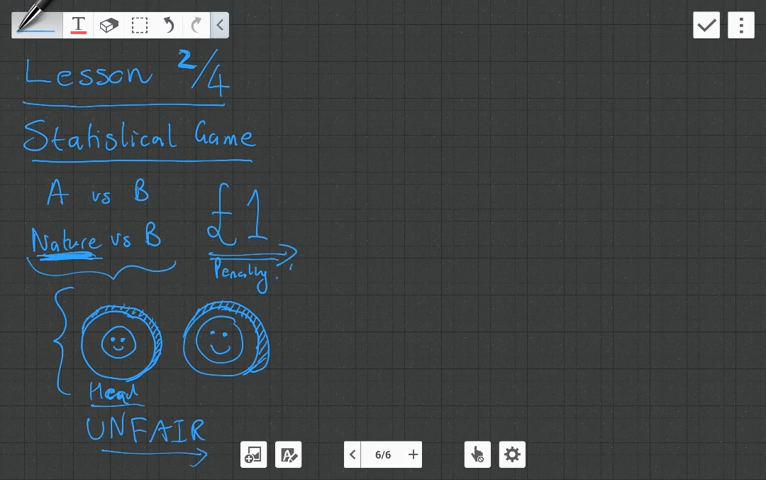 T
Lesson 2/4
Statistical Game
A vs B
£1
Nature vs B
Penalty.
Head
UNFAIR
6/6